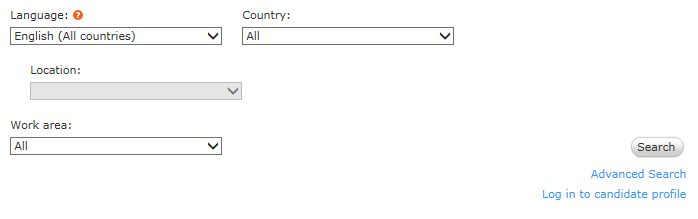 Language: ?
Country:
English (All countries)
All
Location:
Work area:
All
Search
Advanced Search
Log in to candidate profile